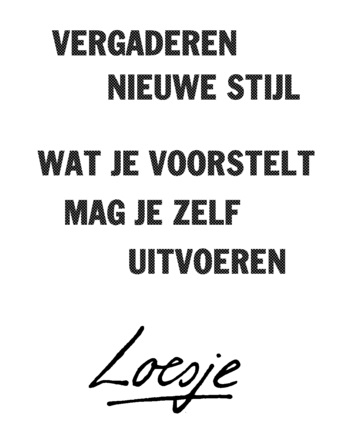 VERGADEREN
NIEUWE STIJL
WAT JE VOORSTELT
MAG JE ZELF
UITVOEREN
Loesje